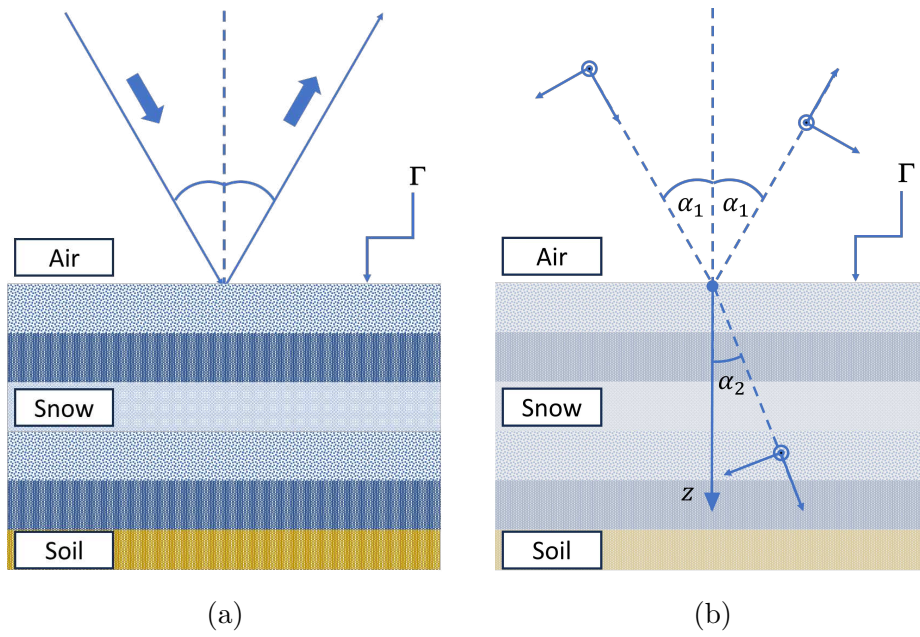 Γ
Air
Snow
Soil
(a)
α₁ α₁
Γ
Air
α₂
Snow
z
Soil
(b)